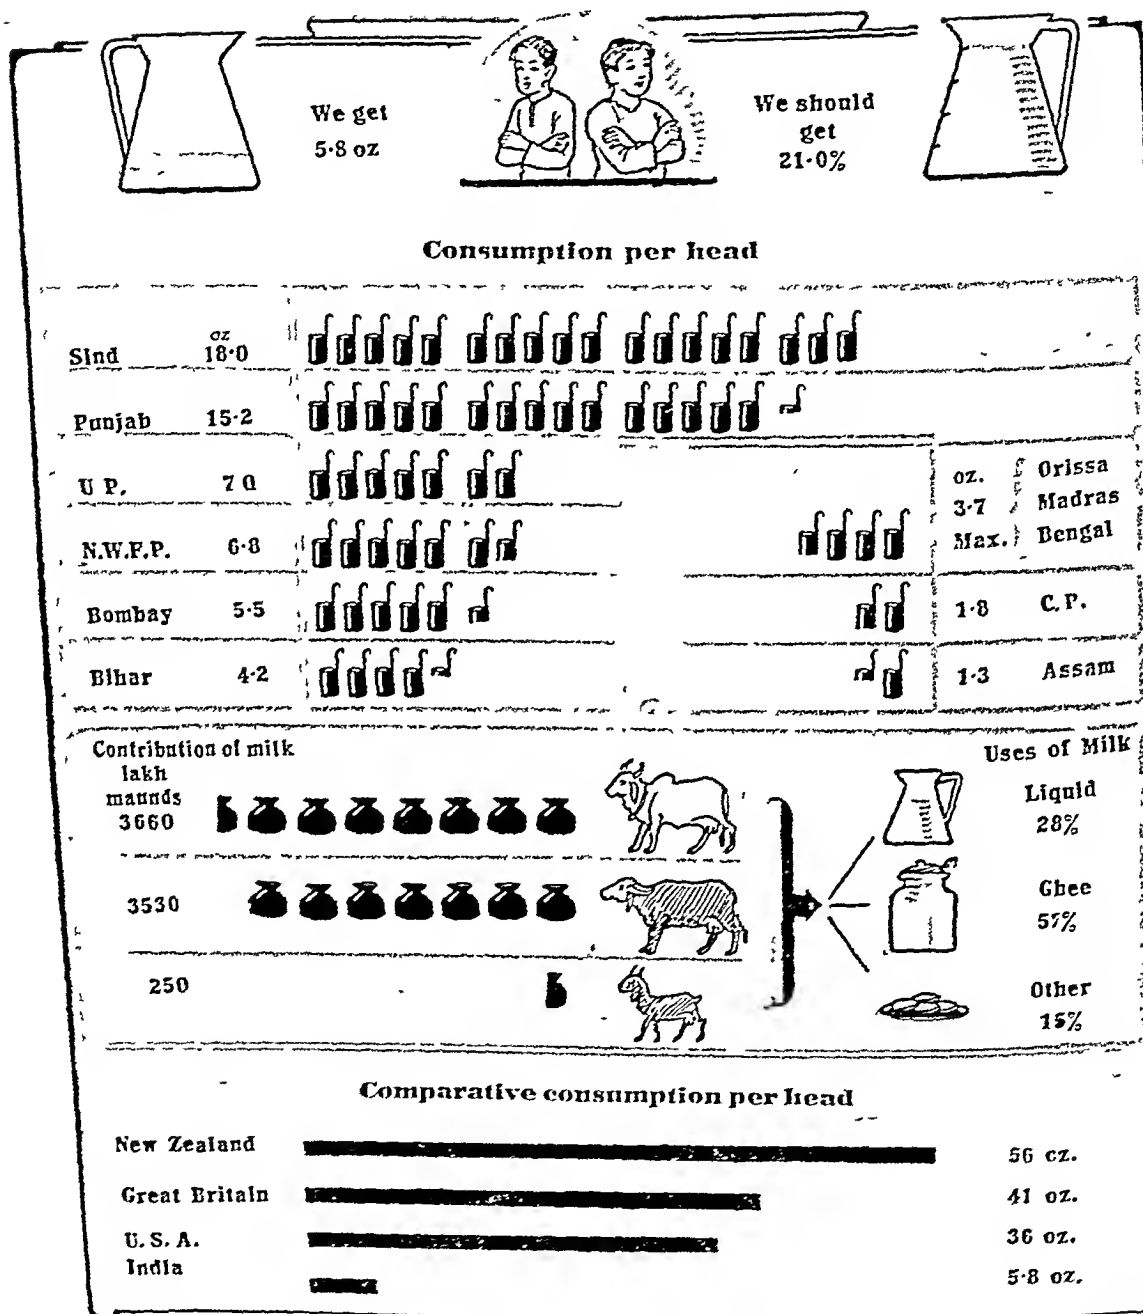 We get
5·8 oz
We should
get
21·0%
Consumption per head
Sind oz 18·0
Punjab 15·2
U P. 7 0
N.W.F.P. 6·8
Bombay 5·5
Bihar 4·2
oz. Orissa
3·7 Madras
Max. Bengal
1·8 C. P.
1·3 Assam
Contribution of milk
lakh
maunds
3660
3530
250
Uses of Milk
Liquid
28%
Ghee
57%
Other
15%
Comparative consumption per head
New Zealand 56 oz.
Great Britain 41 oz.
U. S. A. 36 oz.
India 5·8 oz.